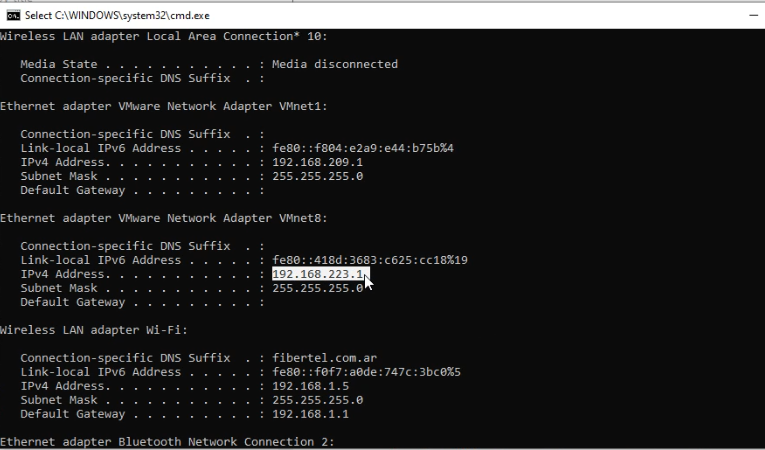 Select C:\WINDOWS\system32\cmd.exe
Wireless LAN adapter Local Area Connection* 10:
Media State . . . . . . . . . . . : Media disconnected
Connection-specific DNS Suffix  . :
Ethernet adapter VMware Network Adapter VMnet1:
Connection-specific DNS Suffix  . :
Link-local IPv6 Address . . . . . : fe80::f804:e2a9:e44:b75b%4
IPv4 Address. . . . . . . . . . . : 192.168.209.1
Subnet Mask . . . . . . . . . . . : 255.255.255.0
Default Gateway . . . . . . . . . :
Ethernet adapter VMware Network Adapter VMnet8:
Connection-specific DNS Suffix  . :
Link-local IPv6 Address . . . . . : fe80::418d:3683:c625:cc18%19
IPv4 Address. . . . . . . . . . . : 192.168.223.1
Subnet Mask . . . . . . . . . . . : 255.255.255.0
Default Gateway . . . . . . . . . :
Wireless LAN adapter Wi-Fi:
Connection-specific DNS Suffix  . : fibertel.com.ar
Link-local IPv6 Address . . . . . : fe80::f0f7:a0de:747c:3bc0%5
IPv4 Address. . . . . . . . . . . : 192.168.1.5
Subnet Mask . . . . . . . . . . . : 255.255.255.0
Default Gateway . . . . . . . . . : 192.168.1.1
Ethernet adapter Bluetooth Network Connection 2: